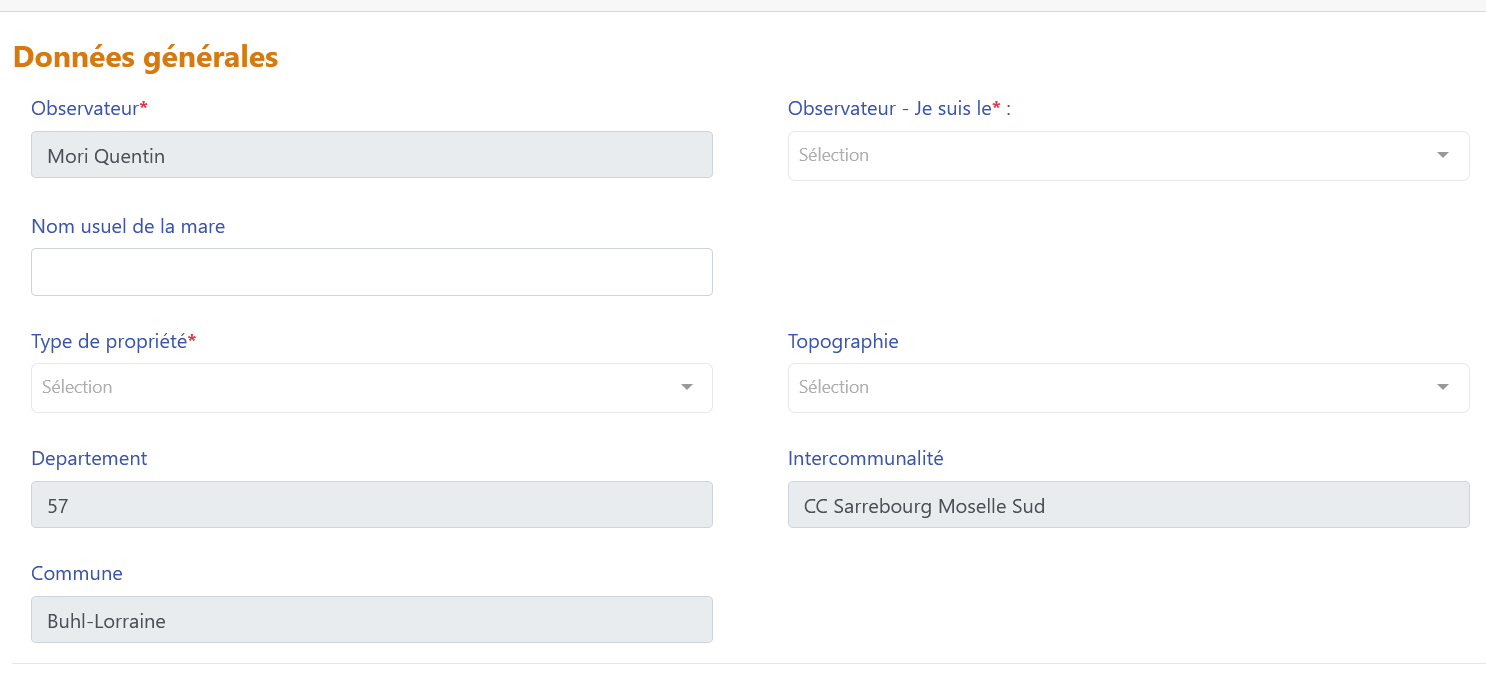 Données générales
Observateur*
Observateur - Je suis le* :
Mori Quentin
Sélection
Nom usuel de la mare
Type de propriété*
Topographie
Sélection
Sélection
Departement
Intercommunalité
57
CC Sarrebourg Moselle Sud
Commune
Buhl-Lorraine